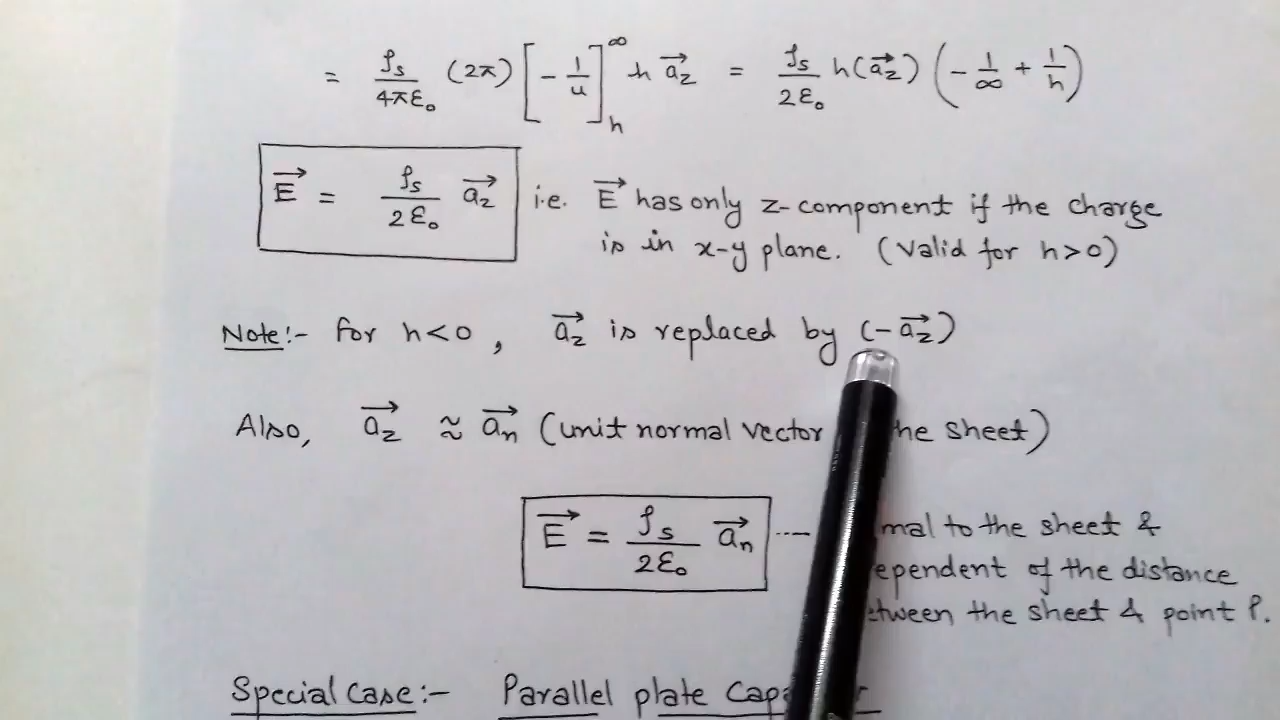 = ρs/4πε₀ (2π) [-1/u]ₕ^∞ h a⃗z = ρs/2ε₀ h(a⃗z) (-1/∞ + 1/h)
E⃗ = ρs/2ε₀ a⃗z i.e. E⃗ has only z-component if the charge
is in x-y plane. (Valid for h>0)
Note:- For h<0, a⃗z is replaced by (-a⃗z)
Also, a⃗z ≈ a⃗n (unit normal vector he sheet)
E⃗ = ρs/2ε₀ a⃗n ---- mal to the sheet &
ependent of the distance
etween the sheet & point P.
Special Case:- Parallel plate Cap r